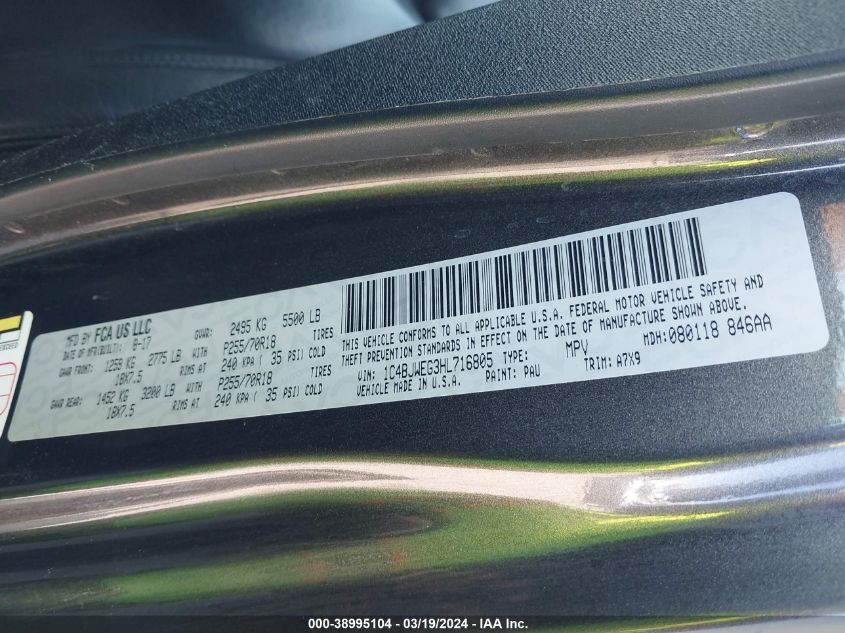 EXCEED
MFD BY FCA US LLC
DATE OF MFR(BUILT): 8-17 GVWR: 2495 KG 5500 LB
GAWR FRONT: 1259 KG 2775 LB WITH P255/70R18 TIRES
18X7.5 RIMS AT 240 KPA ( 35 PSI) COLD
GAWR REAR: 1452 KG 3200 LB WITH P255/70R18 TIRES
18X7.5 RIMS AT 240 KPA ( 35 PSI) COLD
THIS VEHICLE CONFORMS TO ALL APPLICABLE U.S.A. FEDERAL MOTOR VEHICLE SAFETY AND
THEFT PREVENTION STANDARDS IN EFFECT ON THE DATE OF MANUFACTURE SHOWN ABOVE.
VIN: 1C4BJWEG3HL716805 TYPE: MPV MDH:080118 846AA
VEHICLE MADE IN U.S.A. PAINT: PAU TRIM: A7X9
000-38995104 — 03/19/2024 — IAA Inc.